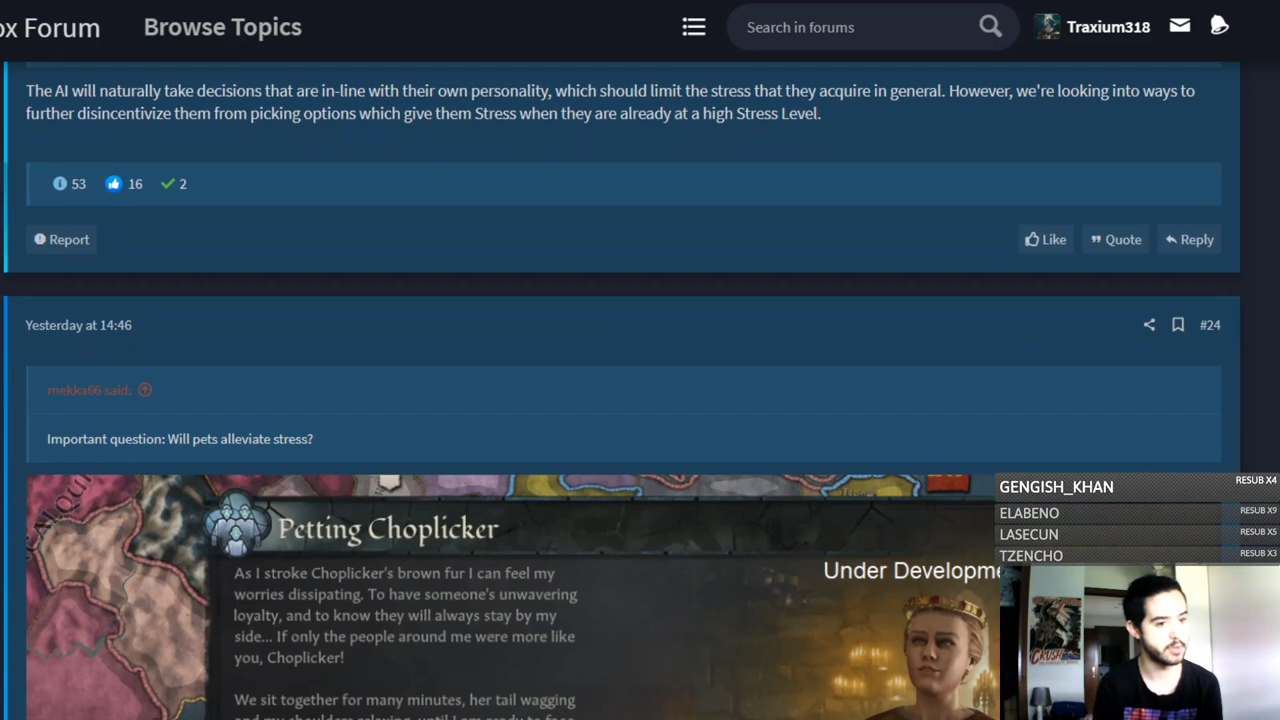 ox Forum
Browse Topics
Search in forums
Traxium318
The AI will naturally take decisions that are in-line with their own personality, which should limit the stress that they acquire in general. However, we're looking into ways to
further disincentivize them from picking options which give them Stress when they are already at a high Stress Level.
53
16
2
Report
Like
Quote
Reply
Yesterday at 14:46
#24
mekka66 said:
Important question: Will pets alleviate stress?
Petting Choplicker
As I stroke Choplicker's brown fur I can feel my
worries dissipating. To have someone's unwavering
loyalty, and to know they will always stay by my
side... If only the people around me were more like
you, Choplicker!
We sit together for many minutes, her tail wagging
Under Developme
GENGISH_KHAN
RESUB X4
ELABENO
RESUB X9
LASECUN
RESUB X5
TZENCHO
RESUB X3
CRUSH